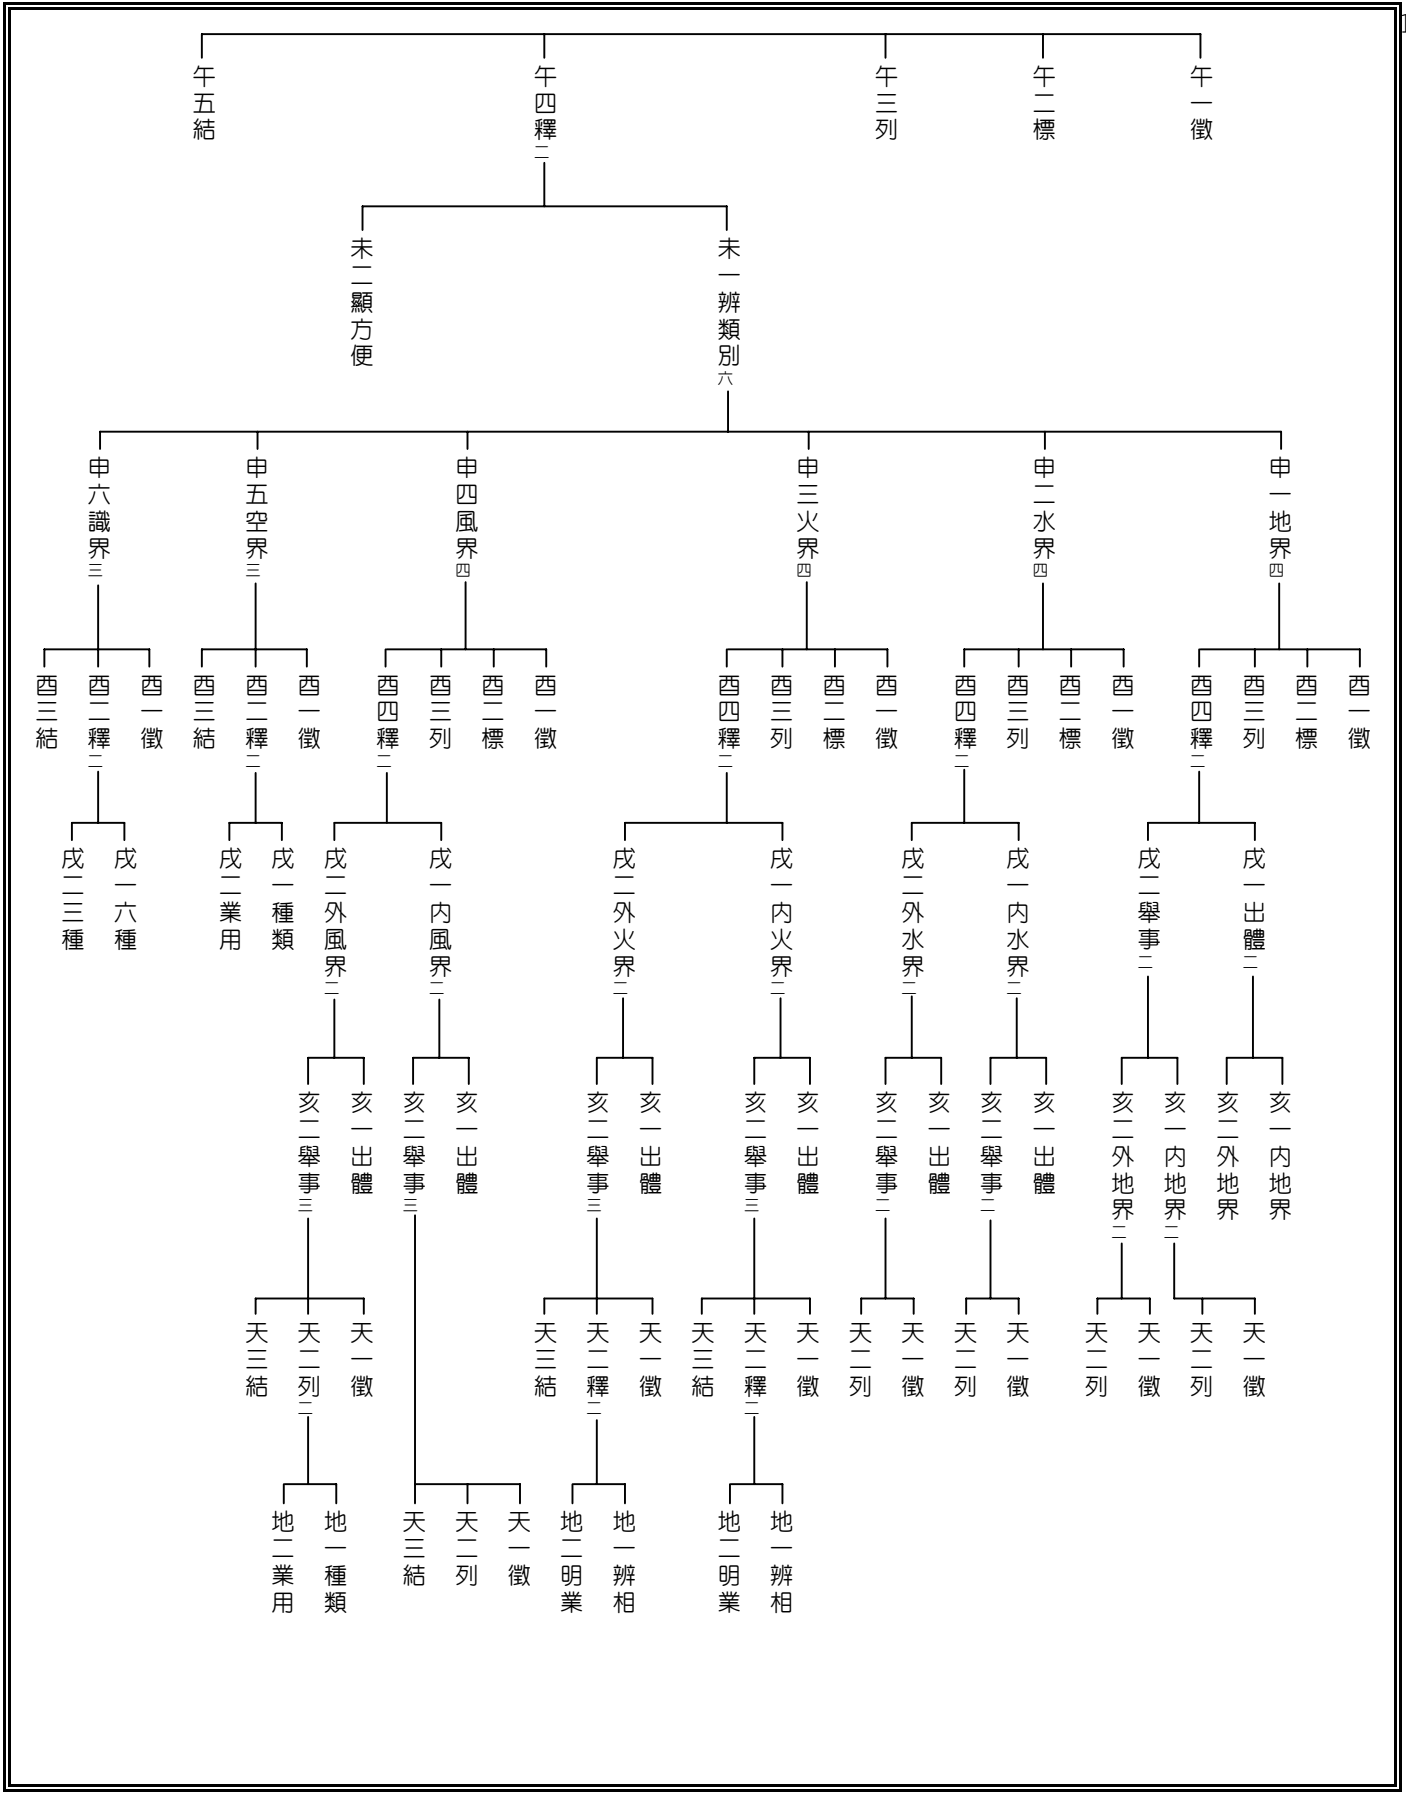 1
午一徵
午二標
午三列
午四釋二
午五結
未一辨類別六
未二顯方便
申一地界四
申二水界四
申三火界四
申四風界四
申五空界三
申六識界三
酉一徵
酉二標
酉三列
酉四釋二
酉一徵
酉二標
酉三列
酉四釋二
酉一徵
酉二標
酉三列
酉四釋二
酉一徵
酉二標
酉三列
酉四釋二
酉一徵
酉二釋二
酉三結
酉一徵
酉二釋二
酉三結
戌一出體二
戌二舉事二
戌一內水界二
戌二外水界二
戌一內火界二
戌二外火界二
戌一內風界二
戌二外風界二
戌一種類
戌二業用
戌一六種
戌二三種
亥一內地界
亥二外地界
亥一內地界二
亥二外地界二
亥一出體
亥二舉事二
亥一出體
亥二舉事二
亥一出體
亥二舉事三
亥一出體
亥二舉事三
亥一出體
亥二舉事三
亥一出體
亥二舉事三
天一徵
天二列
天一徵
天二列
天一徵
天二列
天一徵
天二列
天一徵
天二釋二
天三結
天一徵
天二釋二
天三結
天一徵
天二列二
天三結
地一辨相
地二明業
地一辨相
地二明業
天一徵
天二列
天三結
地一種類
地二業用